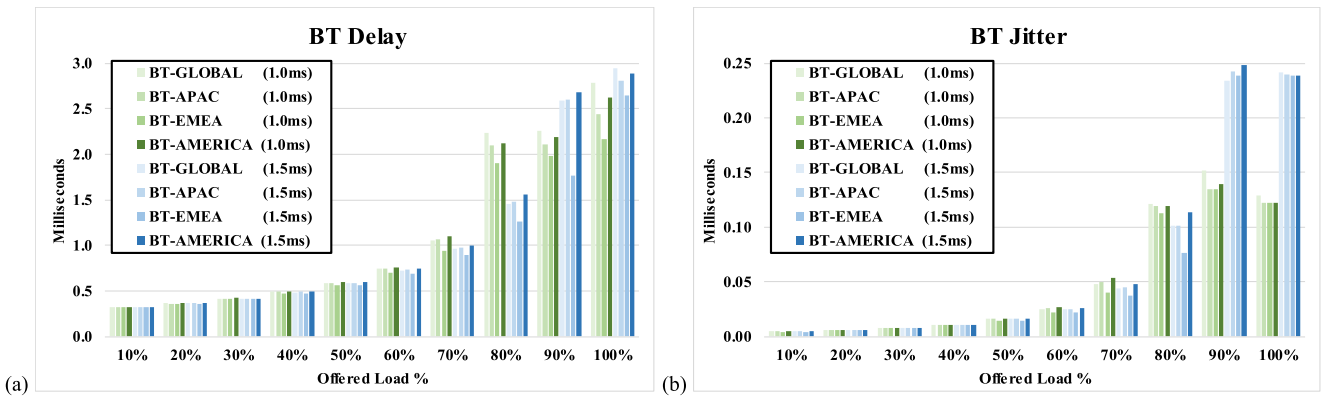 BT Delay
3.0
2.5
2.0
1.5
1.0
0.5
0.0
Milliseconds
BT-GLOBAL (1.0ms)
BT-APAC (1.0ms)
BT-EMEA (1.0ms)
BT-AMERICA (1.0ms)
BT-GLOBAL (1.5ms)
BT-APAC (1.5ms)
BT-EMEA (1.5ms)
BT-AMERICA (1.5ms)
10% 20% 30% 40% 50% 60% 70% 80% 90% 100%
Offered Load %
(a)
BT Jitter
0.25
0.20
0.15
0.10
0.05
0.00
Milliseconds
BT-GLOBAL (1.0ms)
BT-APAC (1.0ms)
BT-EMEA (1.0ms)
BT-AMERICA (1.0ms)
BT-GLOBAL (1.5ms)
BT-APAC (1.5ms)
BT-EMEA (1.5ms)
BT-AMERICA (1.5ms)
10% 20% 30% 40% 50% 60% 70% 80% 90% 100%
Offered Load %
(b)